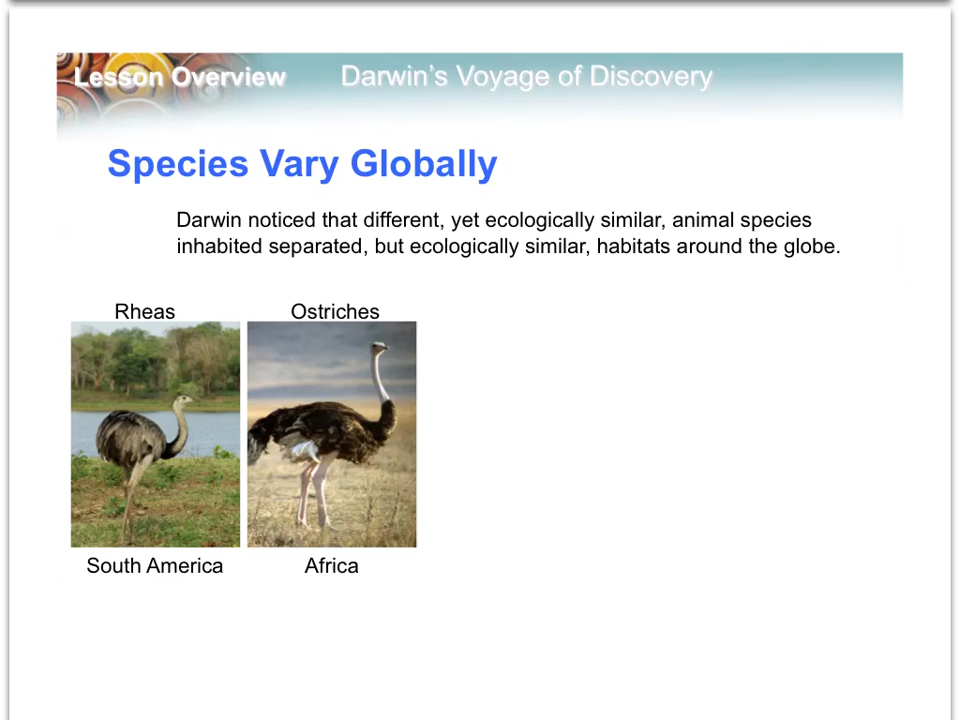 Lesson Overview Darwin’s Voyage of Discovery
Species Vary Globally
Darwin noticed that different, yet ecologically similar, animal species
inhabited separated, but ecologically similar, habitats around the globe.
Rheas Ostriches
South America Africa